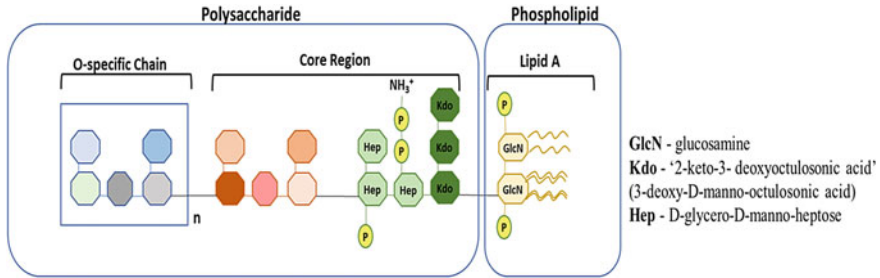 Polysaccharide
Phospholipid
O-specific Chain
Core Region
Lipid A
NH₃⁺
Kdo
P
P
Hep
P
Kdo
GlcN
Hep
Hep
Kdo
GlcN
n
P
P
GlcN - glucosamine
Kdo - ‘2-keto-3- deoxyoctulosonic acid’
(3-deoxy-D-manno-octulosonic acid)
Hep - D-glycero-D-manno-heptose